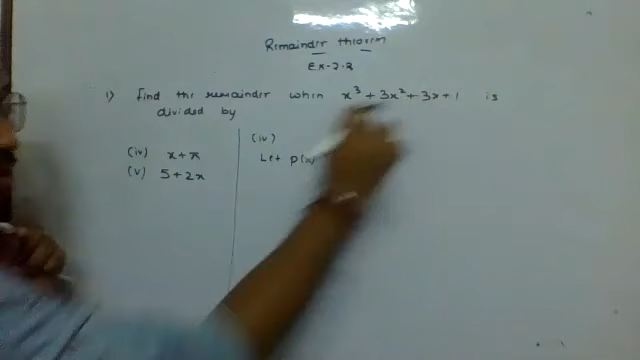 Remainder theorem
Ex-2.2
1) Find the remainder when x³ + 3x² + 3x + 1 is
divided by
(iv) x + π
(v) 5 + 2x
(iv)
Let P(x)